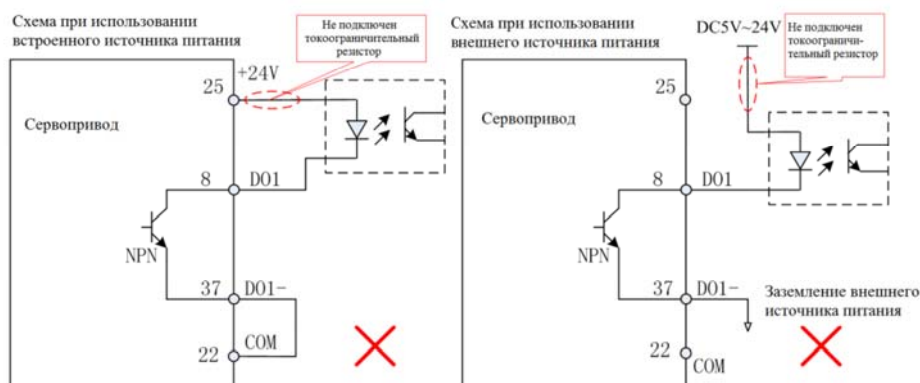 Схема при использовании
встроенного источника питания
Не подключен
токоограничительный
резистор
+24V
25
Сервопривод
8
DO1
NPN
37
DO1-
22
COM
Схема при использовании
внешнего источника питания
DC5V~24V
Не подключен
токоограничи-
тельный резистор
25
Сервопривод
8
DO1
NPN
37
DO1-
Заземление внешнего
источника питания
22
COM